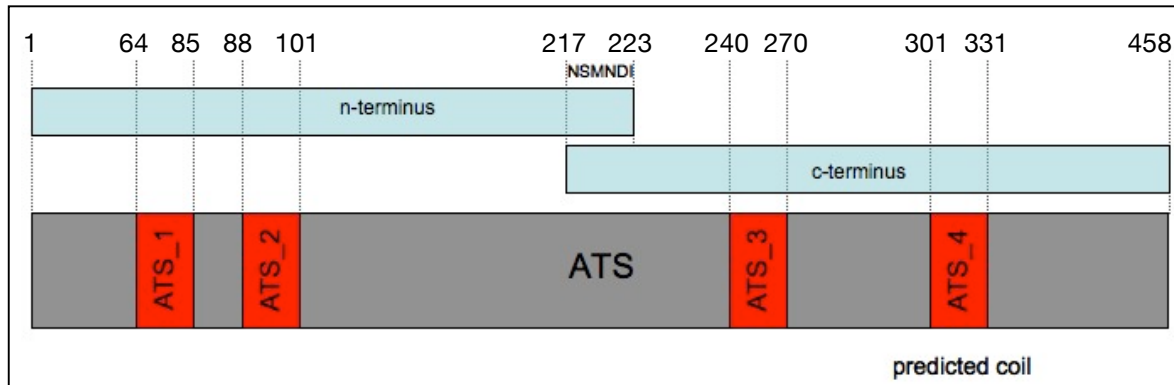 1 64 85 88 101 217 223 240 270 301 331 458
NSMNDI
n-terminus
c-terminus
ATS_1
ATS_2
ATS
ATS_3
ATS_4
predicted coil